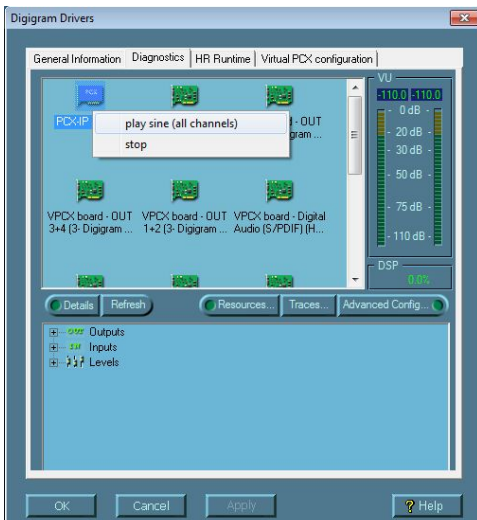 Digigram Drivers
General Information Diagnostics HR Runtime Virtual PCX configuration
VU
-110.0 -110.0
0 dB
- 20 dB -
- 30 dB -
- 50 dB -
- 75 dB -
- 110 dB -
PCX
PCX-IP
play sine (all channels)
stop
- OUT
gram ...
VPCX board - OUT
3+4 (3- Digigram ...
VPCX board - OUT
1+2 (3- Digigram ...
VPCX board - Digital
Audio (S/PDIF) (H...
DSP
0.0%
Details Refresh Resources... Traces... Advanced Config...
OUT Outputs
Inputs
Levels
OK Cancel Apply ? Help